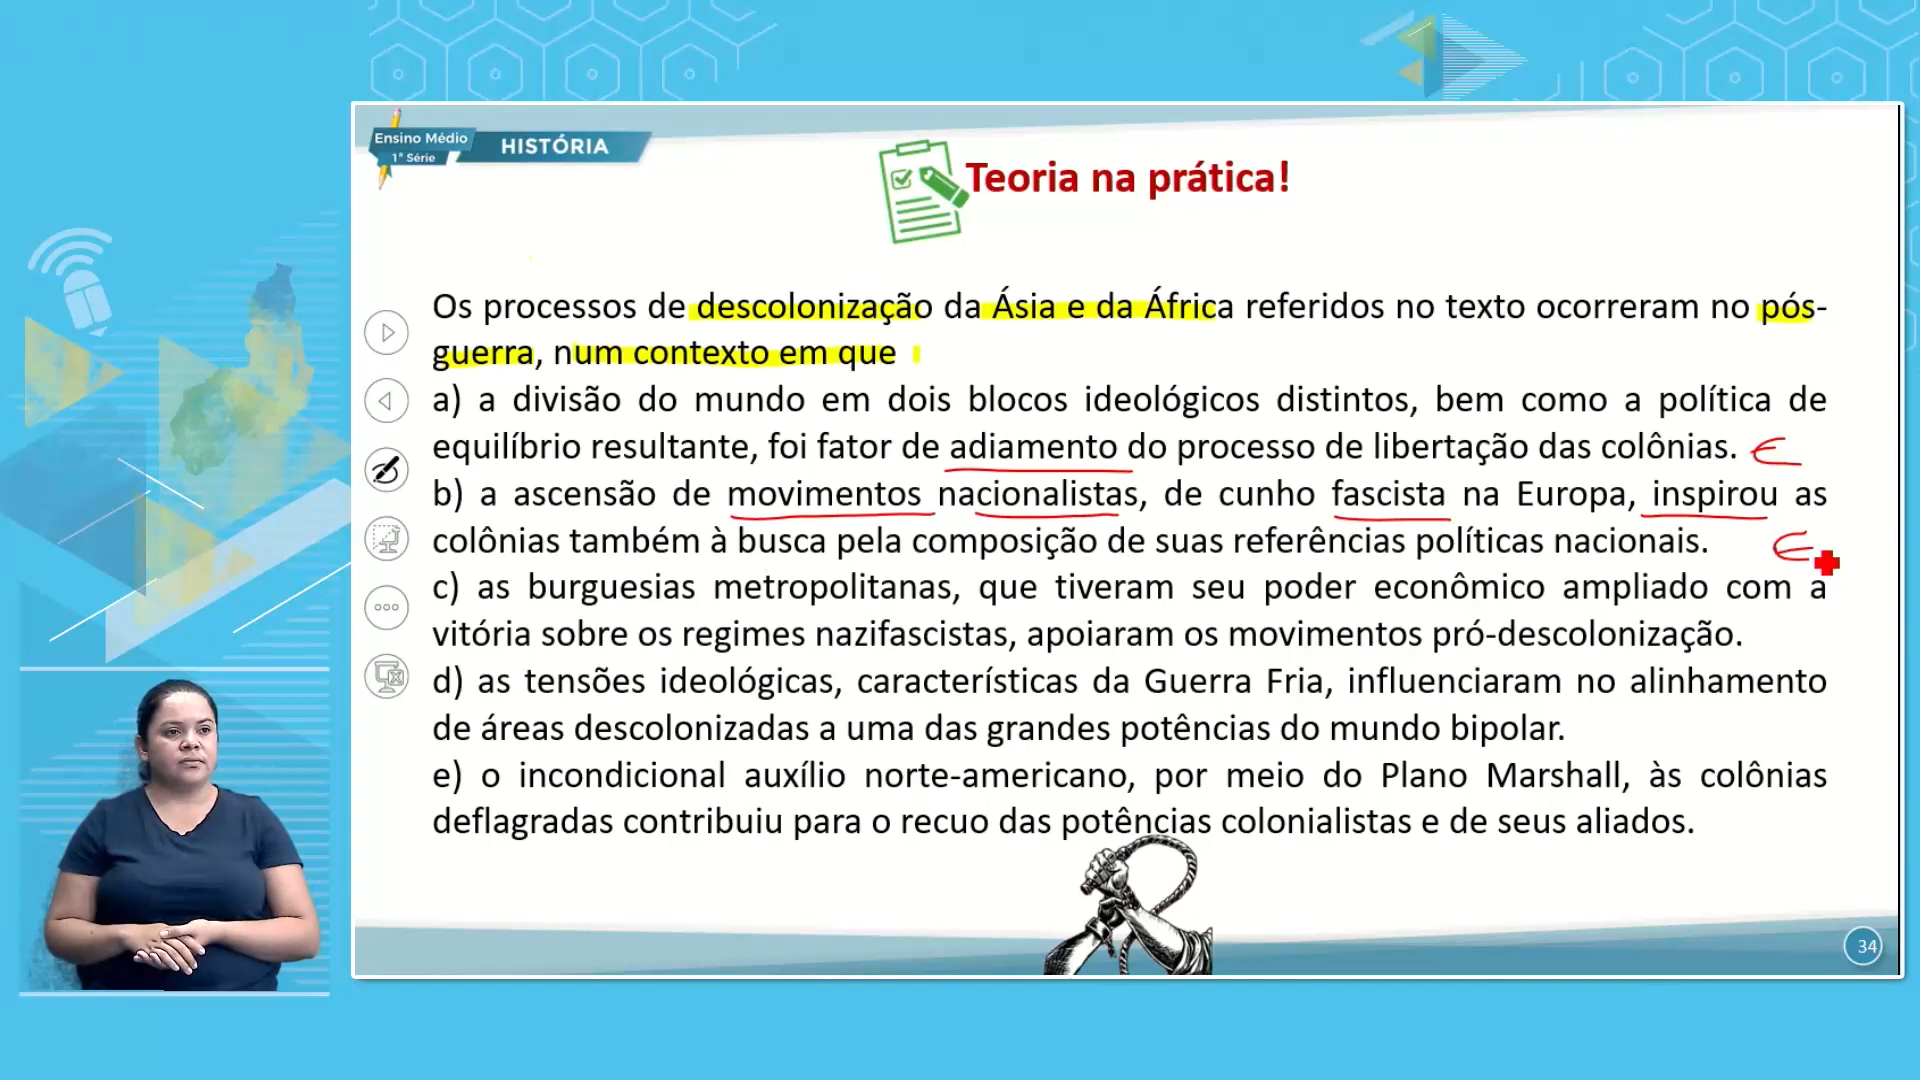 Ensino Médio
1ª Série
HISTÓRIA
Teoria na prática!
Os processos de descolonização da Ásia e da África referidos no texto ocorreram no pós-
guerra, num contexto em que
a) a divisão do mundo em dois blocos ideológicos distintos, bem como a política de
equilíbrio resultante, foi fator de adiamento do processo de libertação das colônias. E
b) a ascensão de movimentos nacionalistas, de cunho fascista na Europa, inspirou as
colônias também à busca pela composição de suas referências políticas nacionais. E
c) as burguesias metropolitanas, que tiveram seu poder econômico ampliado com a
vitória sobre os regimes nazifascistas, apoiaram os movimentos pró-descolonização.
d) as tensões ideológicas, características da Guerra Fria, influenciaram no alinhamento
de áreas descolonizadas a uma das grandes potências do mundo bipolar.
e) o incondicional auxílio norte-americano, por meio do Plano Marshall, às colônias
deflagradas contribuiu para o recuo das potências colonialistas e de seus aliados.
34